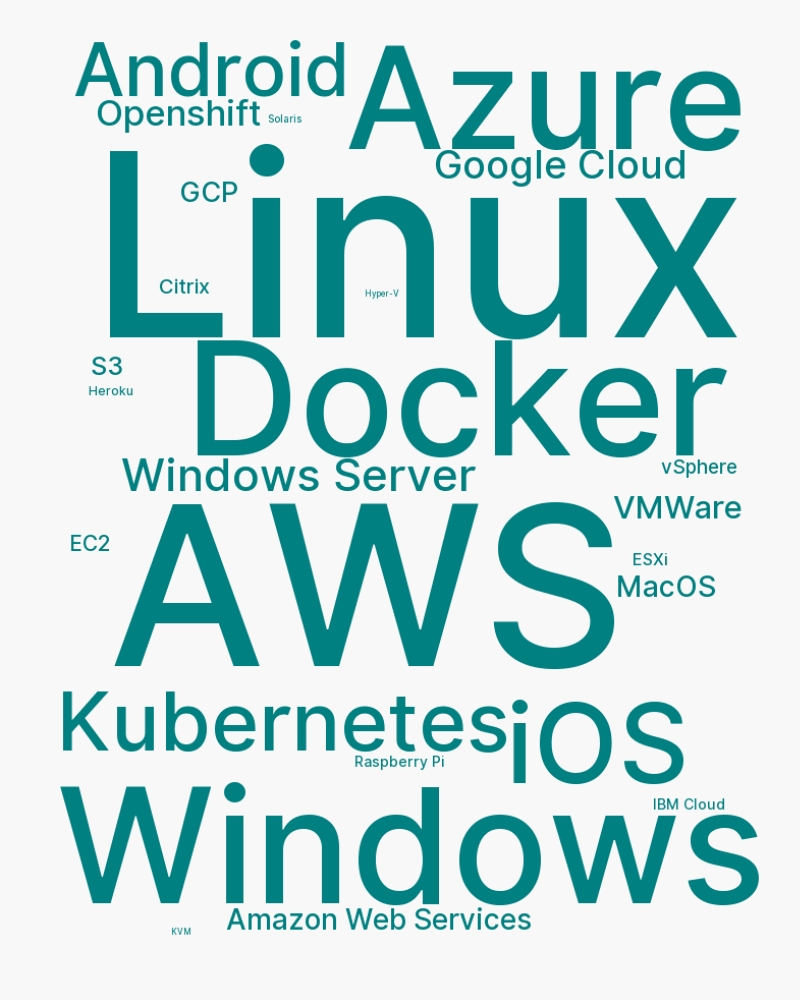 Android
Azure
Openshift
Solaris
Google Cloud
Linux
GCP
Citrix
Hyper-V
Docker
S3
Heroku
Windows Server
vSphere
VMWare
AWS
EC2
ESXi
MacOS
Kubernetes
iOS
Raspberry Pi
Windows
IBM Cloud
Amazon Web Services
KVM